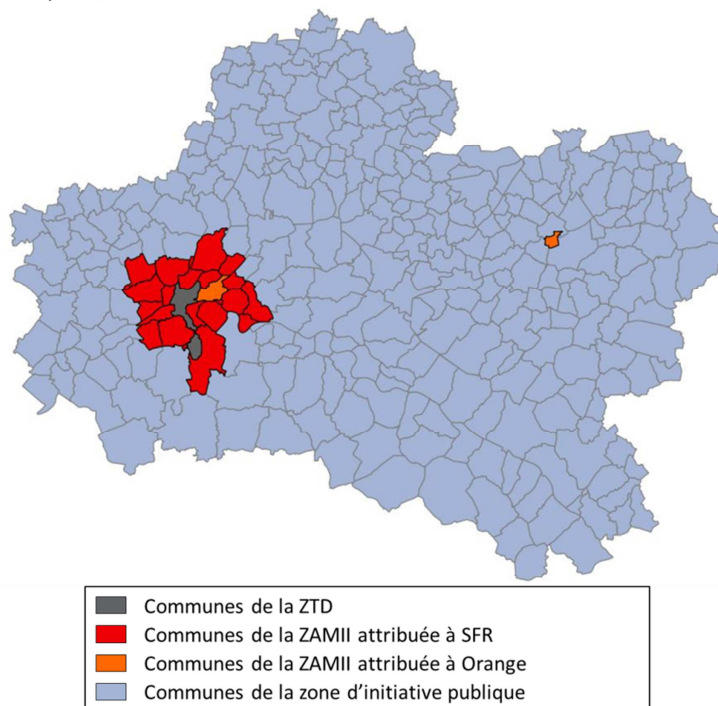 Communes de la ZTD
Communes de la ZAMII attribuée à SFR
Communes de la ZAMII attribuée à Orange
Communes de la zone d’initiative publique